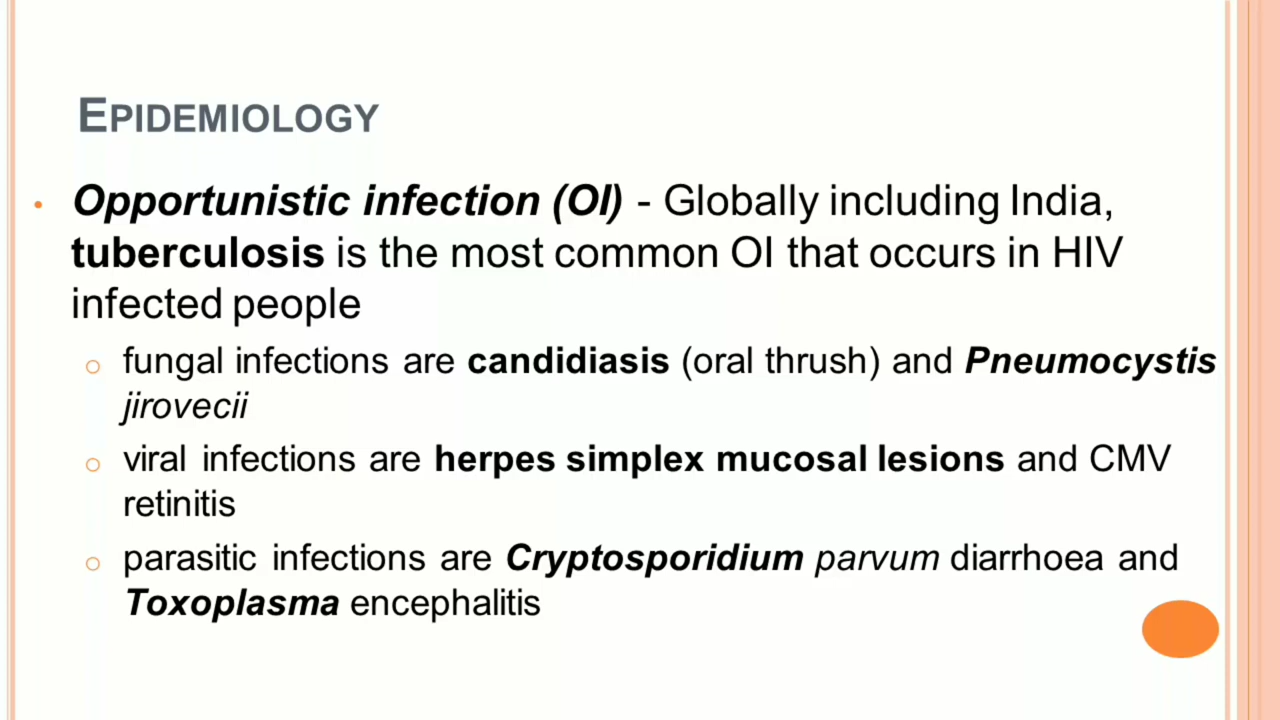 EPIDEMIOLOGY
• Opportunistic infection (OI) - Globally including India,
tuberculosis is the most common OI that occurs in HIV
infected people
o fungal infections are candidiasis (oral thrush) and Pneumocystis
jirovecii
o viral infections are herpes simplex mucosal lesions and CMV
retinitis
o parasitic infections are Cryptosporidium parvum diarrhoea and
Toxoplasma encephalitis